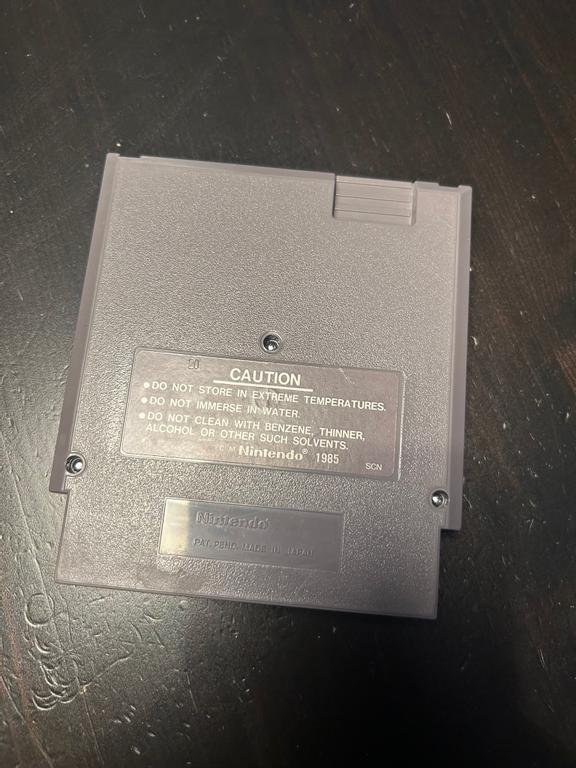 20
CAUTION
•DO NOT STORE IN EXTREME TEMPERATURES.
•DO NOT IMMERSE IN WATER.
•DO NOT CLEAN WITH BENZENE, THINNER,
ALCOHOL OR OTHER SUCH SOLVENTS.
Nintendo® 1985
SCN
Nintendo®
PAT. PEND. MADE IN JAPAN